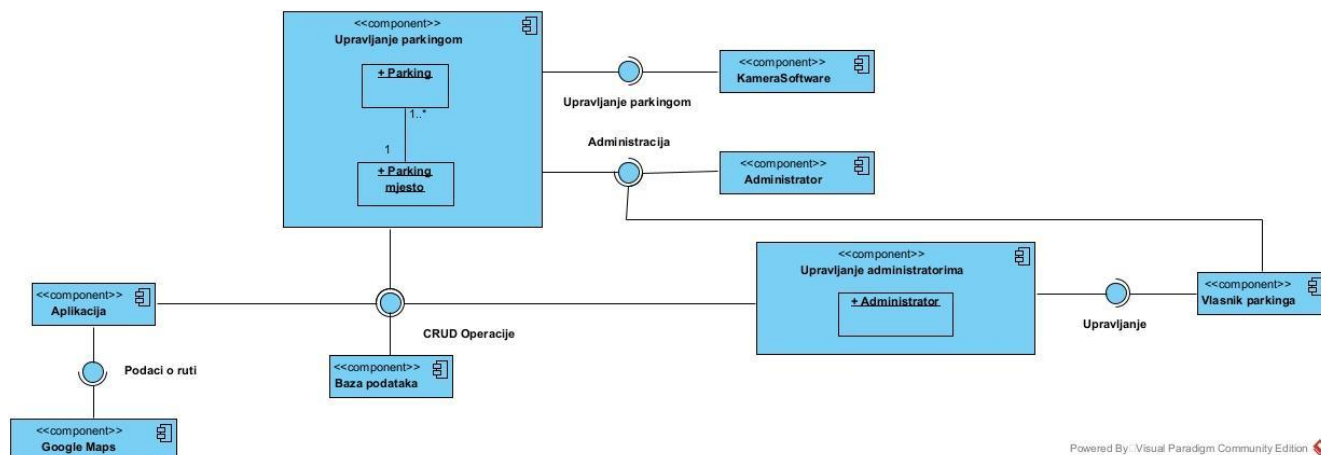 <<component>>
Upravljanje parkingom
+ Parking
1..*
1
+ Parking
mjesto
<<component>>
KameraSoftware
Upravljanje parkingom
Administracija
<<component>>
Administrator
<<component>>
Upravljanje administratorima
+ Administrator
<<component>>
Vlasnik parkinga
Upravljanje
<<component>>
Aplikacija
CRUD Operacije
<<component>>
Baza podataka
Podaci o ruti
<<component>>
Google Maps
Powered By Visual Paradigm Community Edition